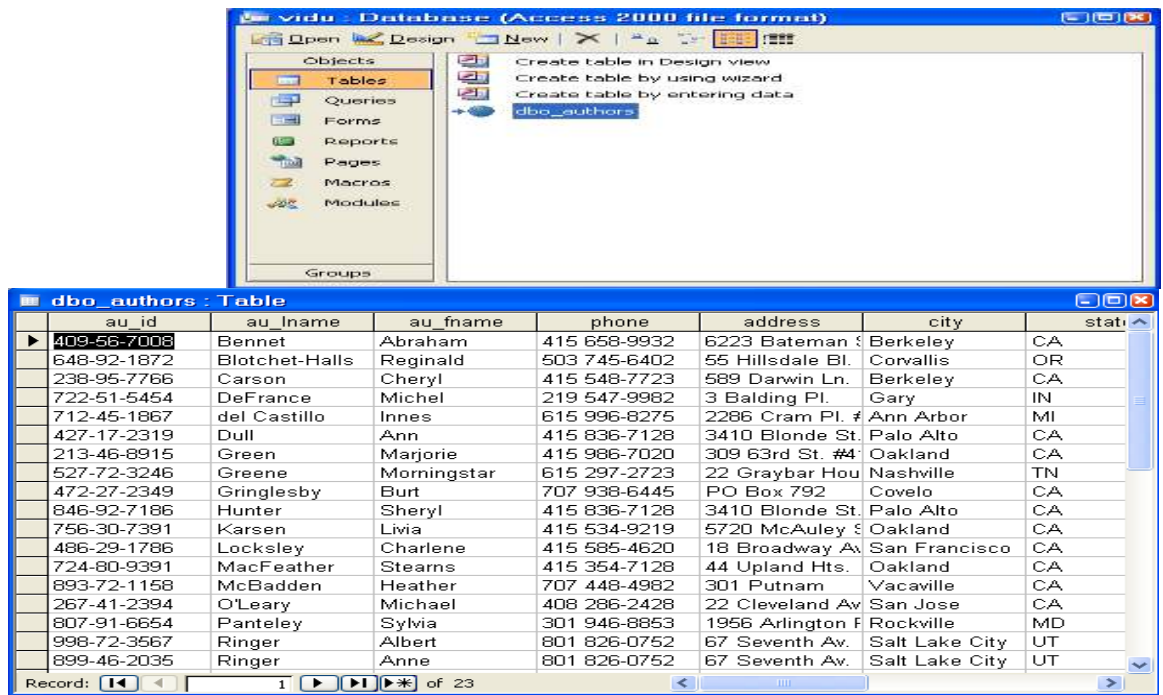 vidu : Database (Access 2000 file format)
Open Design New
Objects
Tables
Queries
Forms
Reports
Pages
Macros
Modules
Groups
Create table in Design view
Create table by using wizard
Create table by entering data
dbo_authors
dbo_authors : Table
au_id au_lname au_fname phone address city stat
409-56-7008 Bennet Abraham 415 658-9932 6223 Bateman Berkeley CA
648-92-1872 Blotchet-Halls Reginald 503 745-6402 55 Hillsdale Bl. Corvallis OR
238-95-7766 Carson Cheryl 415 548-7723 589 Darwin Ln. Berkeley CA
722-51-5454 DeFrance Michel 219 547-9982 3 Balding Pl. Gary IN
712-45-1867 del Castillo Innes 615 996-8275 2286 Cram Pl. # Ann Arbor MI
427-17-2319 Dull Ann 415 836-7128 3410 Blonde St. Palo Alto CA
213-46-8915 Green Marjorie 415 986-7020 309 63rd St. #4 Oakland CA
527-72-3246 Greene Morningstar 615 297-2723 22 Graybar Hou Nashville TN
472-27-2349 Gringlesby Burt 707 938-6445 PO Box 792 Covelo CA
846-92-7186 Hunter Sheryl 415 836-7128 3410 Blonde St. Palo Alto CA
756-30-7391 Karsen Livia 415 534-9219 5720 McAuley Oakland CA
486-29-1786 Locksley Charlene 415 585-4620 18 Broadway Av San Francisco CA
724-80-9391 MacFeather Stearns 415 354-7128 44 Upland Hts. Oakland CA
893-72-1158 McBadden Heather 707 448-4982 301 Putnam Vacaville CA
267-41-2394 O'Leary Michael 408 286-2428 22 Cleveland Av San Jose CA
807-91-6654 Panteley Sylvia 301 946-8853 1956 Arlington Rockville MD
998-72-3567 Ringer Albert 801 826-0752 67 Seventh Av. Salt Lake City UT
899-46-2035 Ringer Anne 801 826-0752 67 Seventh Av. Salt Lake City UT
Record: 1 of 23